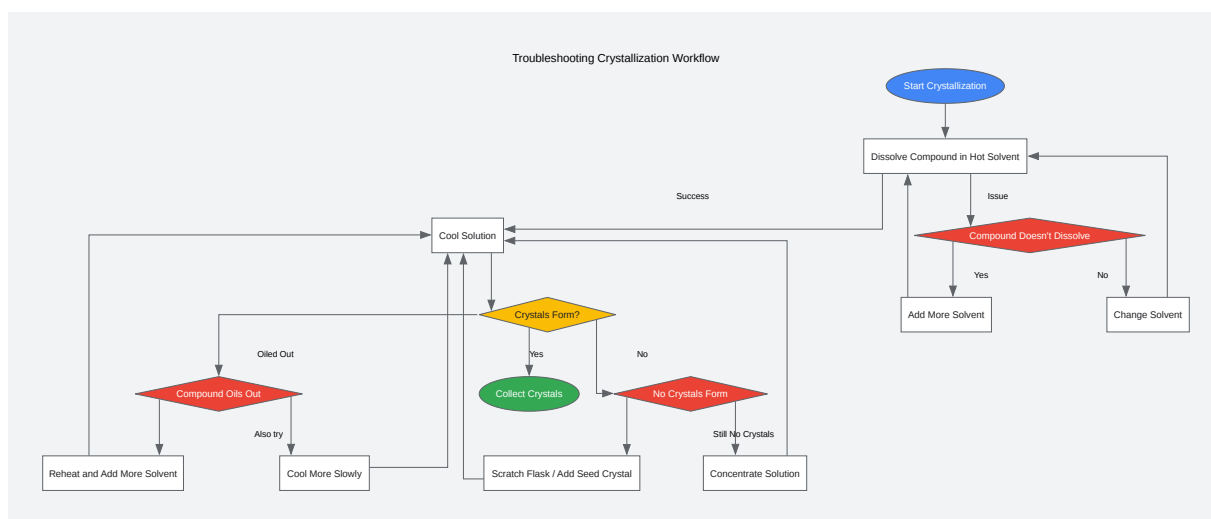 Troubleshooting Crystallization Workflow
Start Crystallization
Dissolve Compound in Hot Solvent
Success
Issue
Cool Solution
Compound Doesn't Dissolve
Yes
No
Add More Solvent
Change Solvent
Crystals Form?
Oiled Out
Yes
No
Compound Oils Out
Collect Crystals
No Crystals Form
Also try
Still No Crystals
Reheat and Add More Solvent
Cool More Slowly
Scratch Flask / Add Seed Crystal
Concentrate Solution